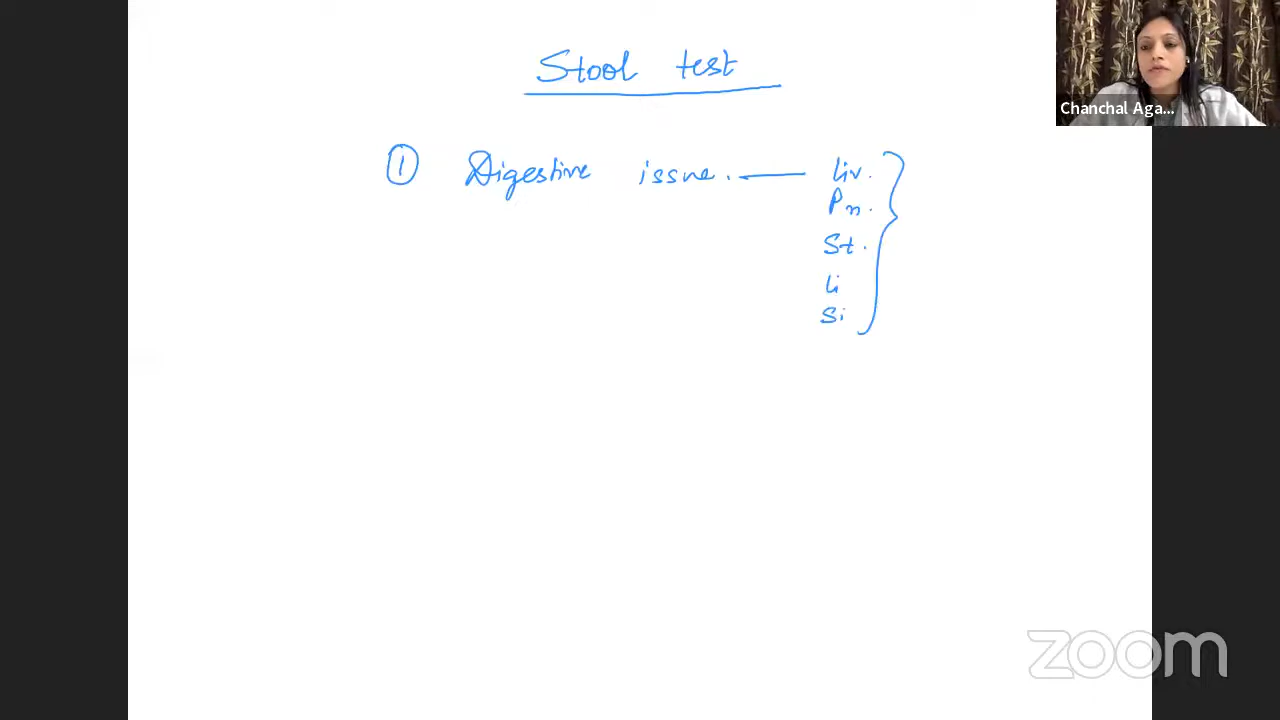 Stool test
Chanchal Aga...
① Digestive issue. — Liv.
Pn.
St.
Li
Si
zoom